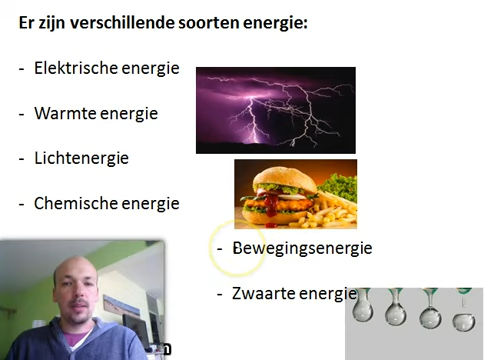 Er zijn verschillende soorten energie:
- Elektrische energie
- Warmte energie
- Lichtenergie
- Chemische energie
- Bewegingsenergie
- Zwaarte energie